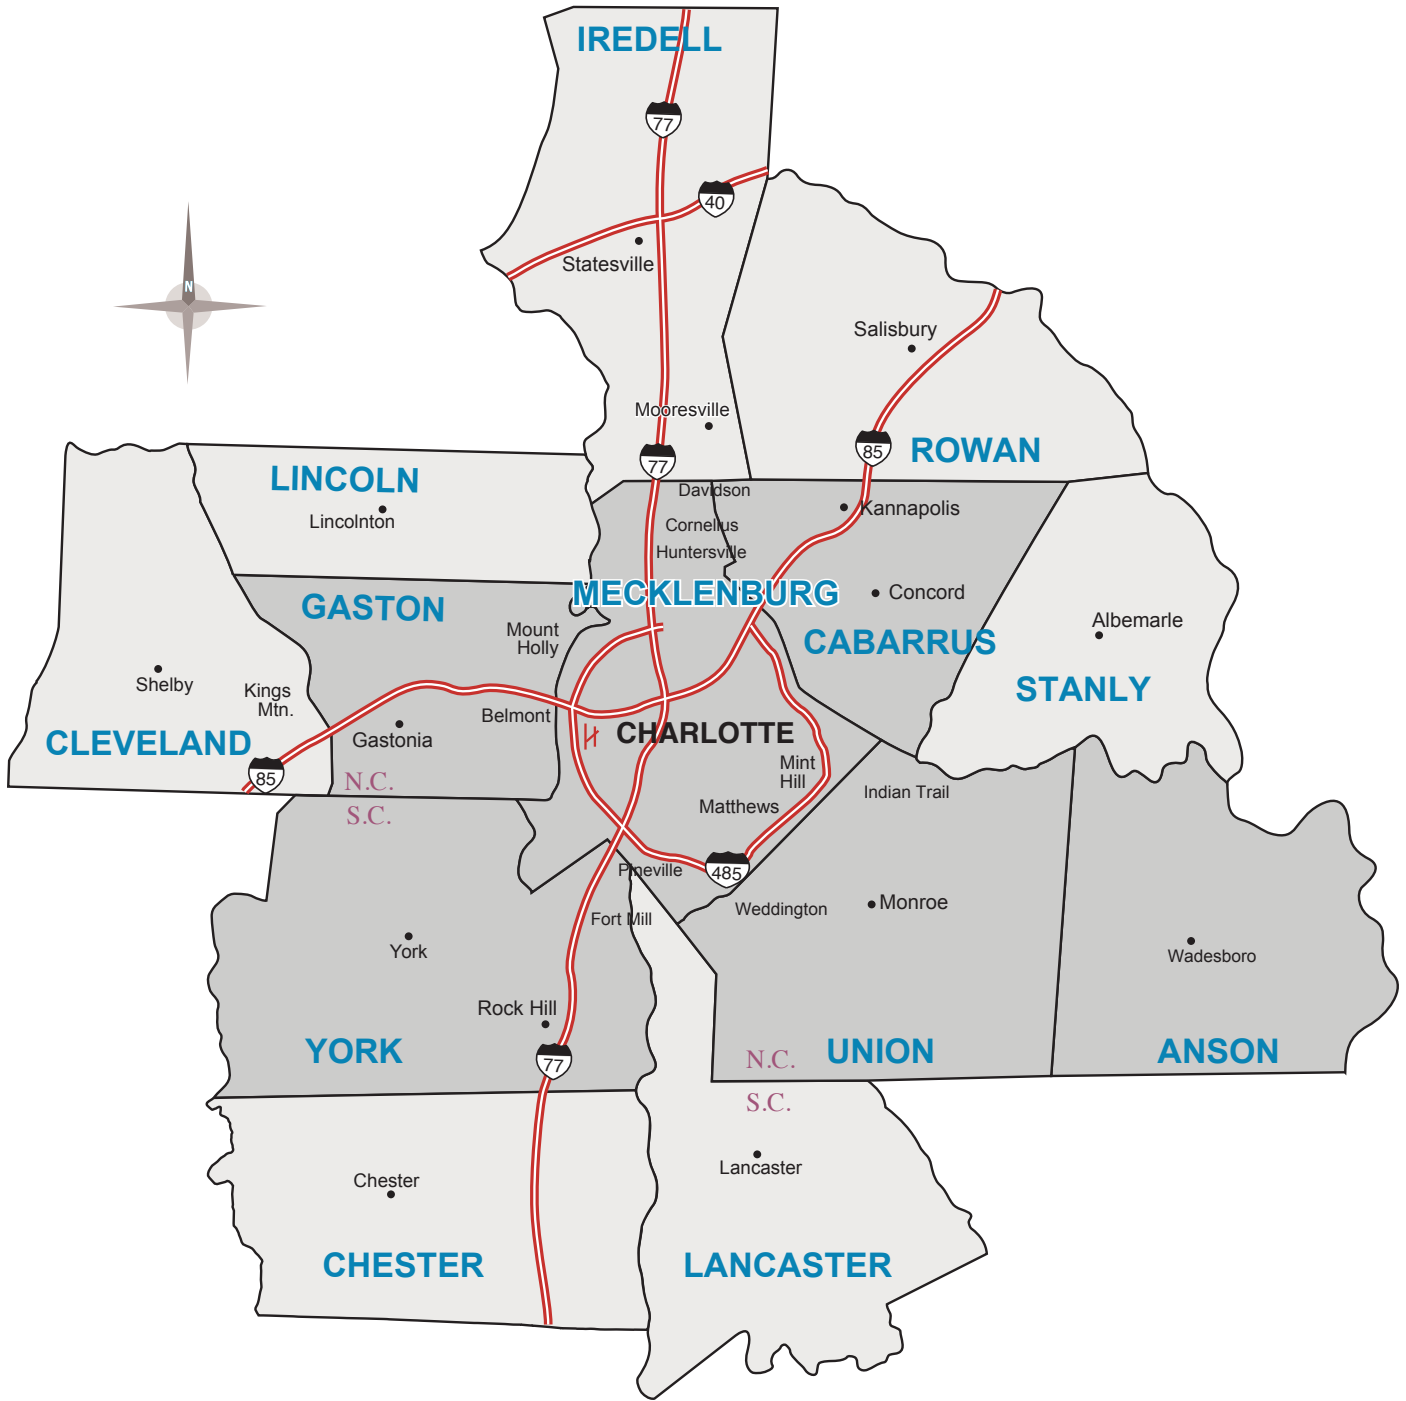 IREDELL
77
40
N
Statesville
Salisbury
Mooresville
85
ROWAN
77
LINCOLN
Lincolnton
Davidson
Kannapolis
Cornelius
Huntersville
MECKLENBURG
Concord
GASTON
Albemarle
Mount
Holly
CABARRUS
Shelby
Kings
Mtn.
STANLY
Belmont
CHARLOTTE
Gastonia
CLEVELAND
Mint
Hill
85
N.C.
S.C.
Indian Trail
Matthews
Pineville
485
Monroe
Weddington
Fort Mill
York
Wadesboro
Rock Hill
YORK
77
N.C.
UNION
ANSON
S.C.
Lancaster
Chester
CHESTER
LANCASTER